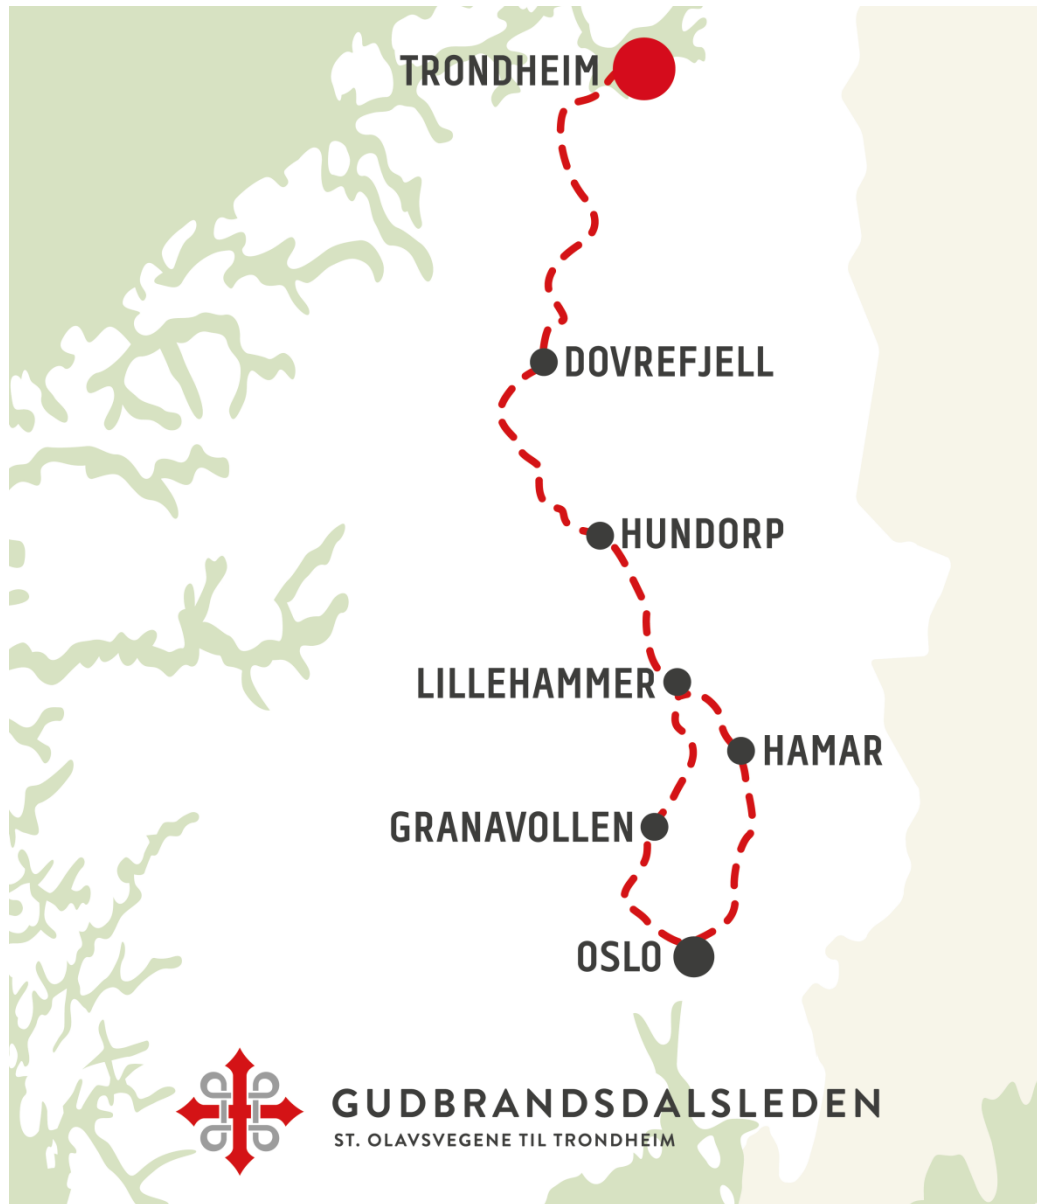 TRONDHEIM
DOVREFJELL
HUNDORP
LILLEHAMMER
HAMAR
GRANAVOLLEN
OSLO
GUDBRANDSDALSLEDEN
ST. OLAVSVEGENE TIL TRONDHEIM